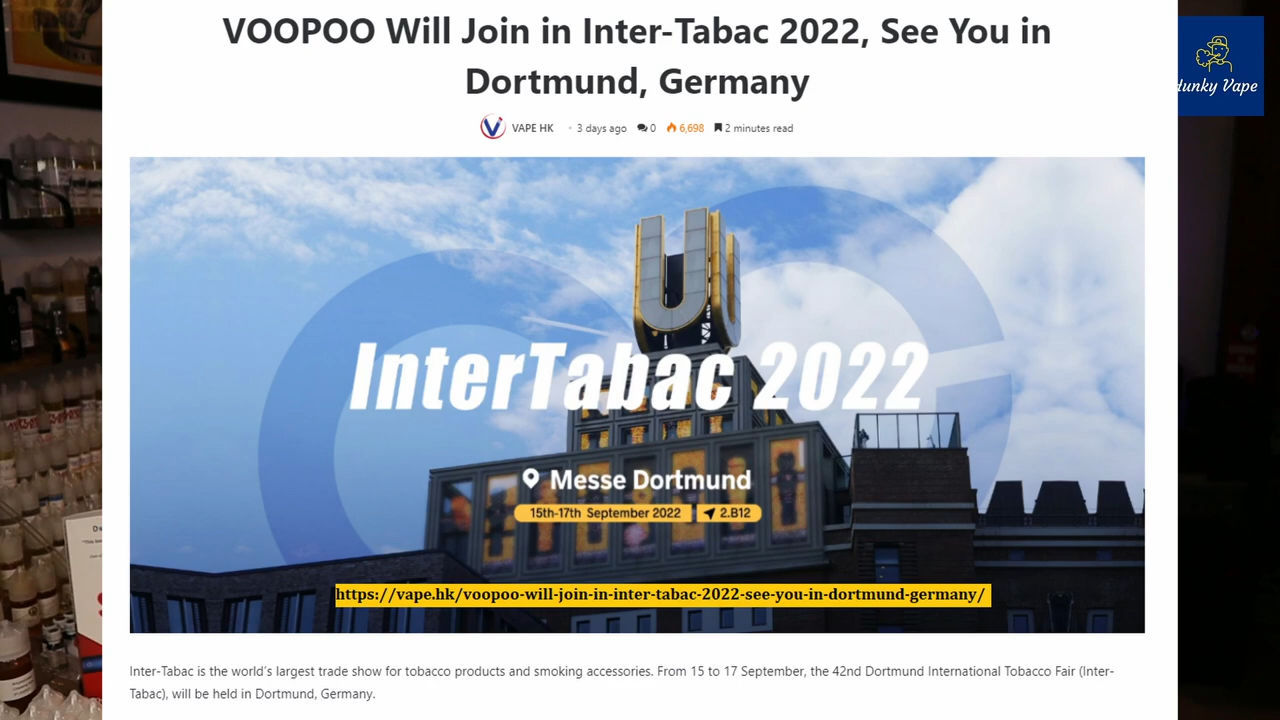 VOOPOO Will Join in Inter-Tabac 2022, See You in
Dortmund, Germany
VAPE HK 3 days ago 0 6,698 2 minutes read
Hunky Vape
U
InterTabac 2022
Messe Dortmund
15th-17th September 2022 2.B12
https://vape.hk/voopoo-will-join-in-inter-tabac-2022-see-you-in-dortmund-germany/
Inter-Tabac is the world's largest trade show for tobacco products and smoking accessories. From 15 to 17 September, the 42nd Dortmund International Tobacco Fair (Inter-
Tabac), will be held in Dortmund, Germany.